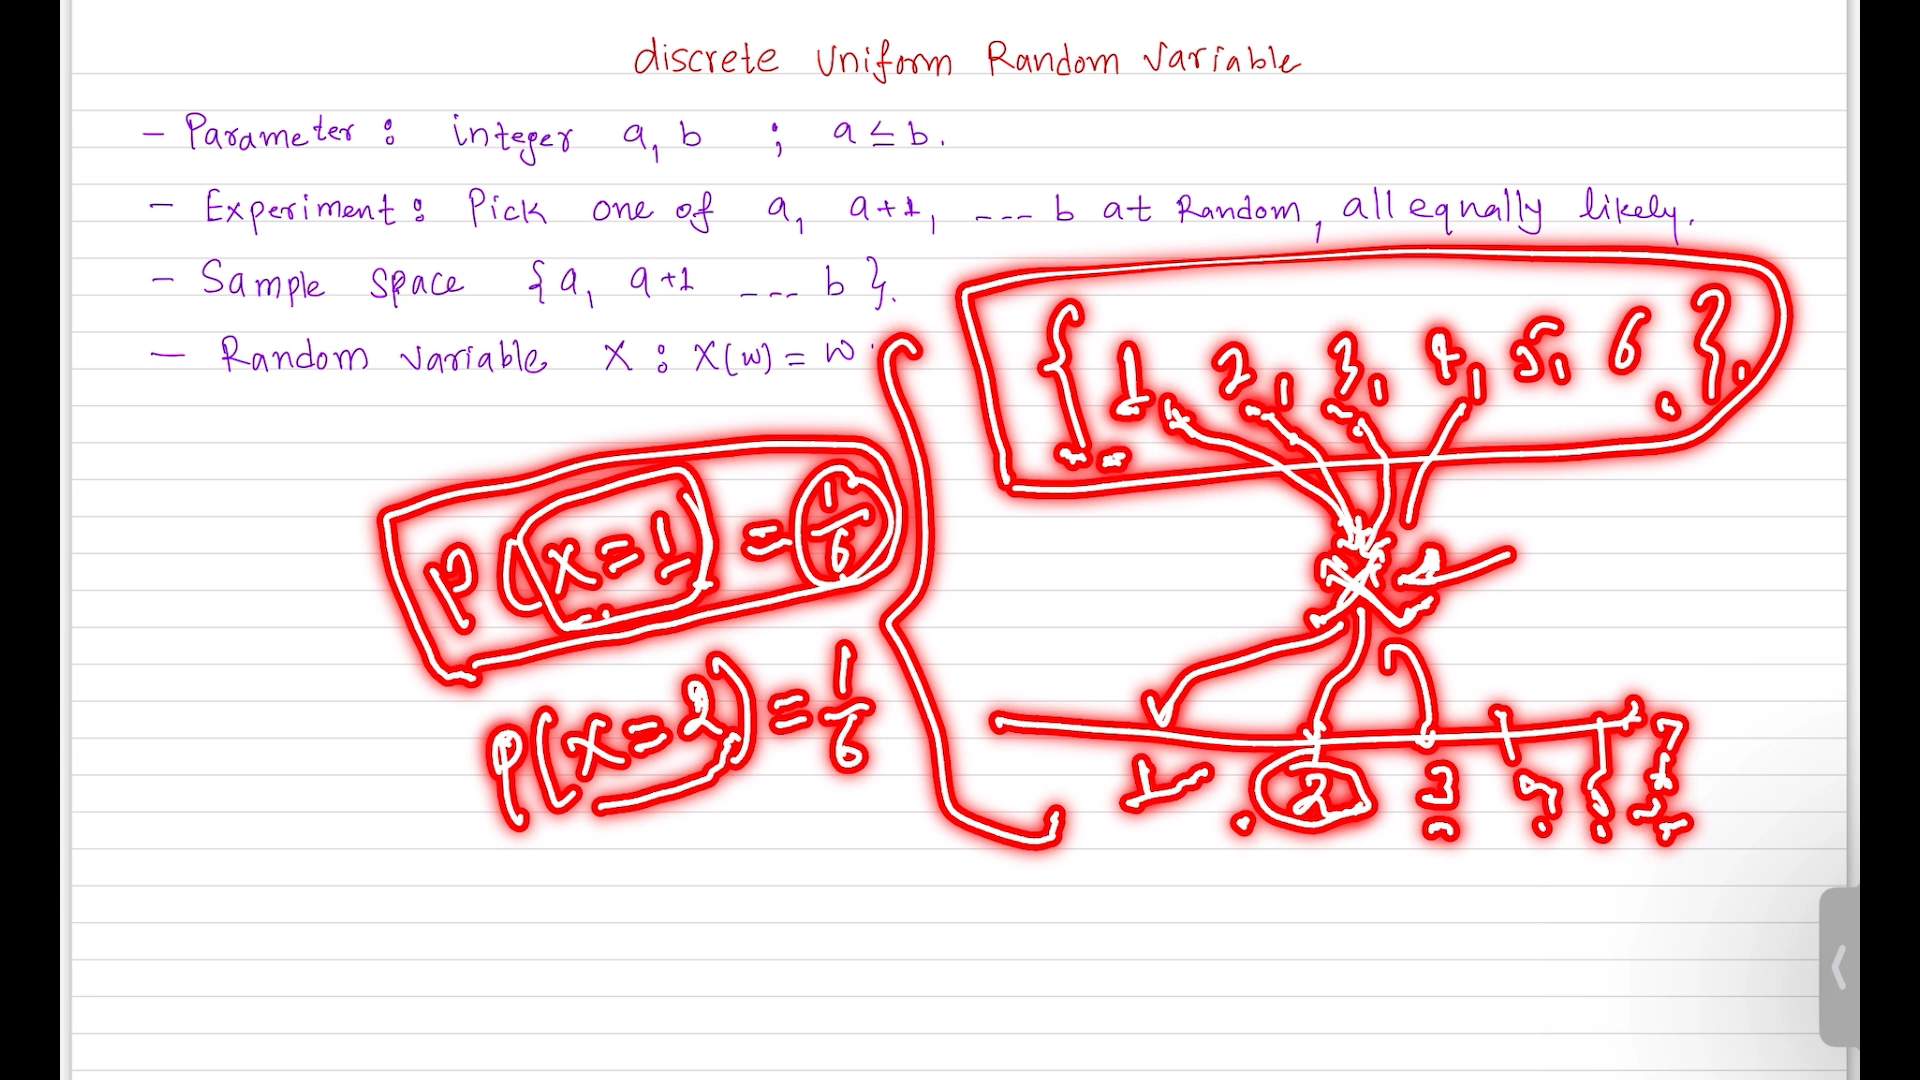 discrete Uniform Random Variable
- Parameter : integer a, b ; a ≤ b.
- Experiment : Pick one of a, a+1, --- b at Random, all equally likely.
- Sample space {a, a+1 ---- b}.
- Random variable X : X(w) = w.
{ 1, 2, 3, 4, 5, 6 }.
P(X=1) = 1/6
X
P(X=2) = 1/6
1 2 3